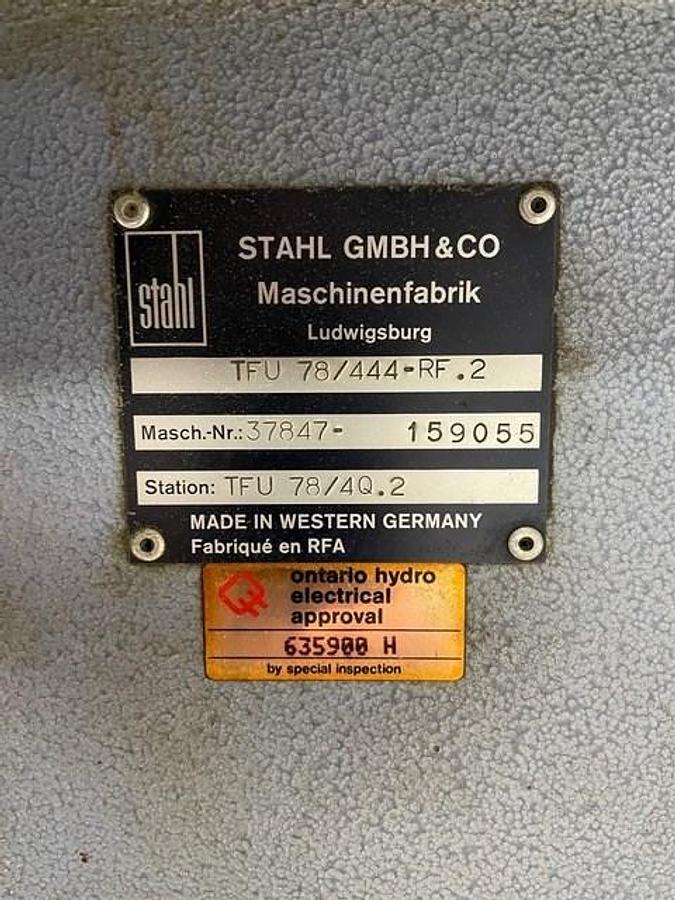 stahl
STAHL GMBH & CO
Maschinenfabrik
Ludwigsburg
TFU 78/444-RF.2
Masch.-Nr.: 37847- 159055
Station: TFU 78/4Q.2
MADE IN WESTERN GERMANY
Fabriqué en RFA
ontario hydro
electrical
approval
635900 H
by special inspection